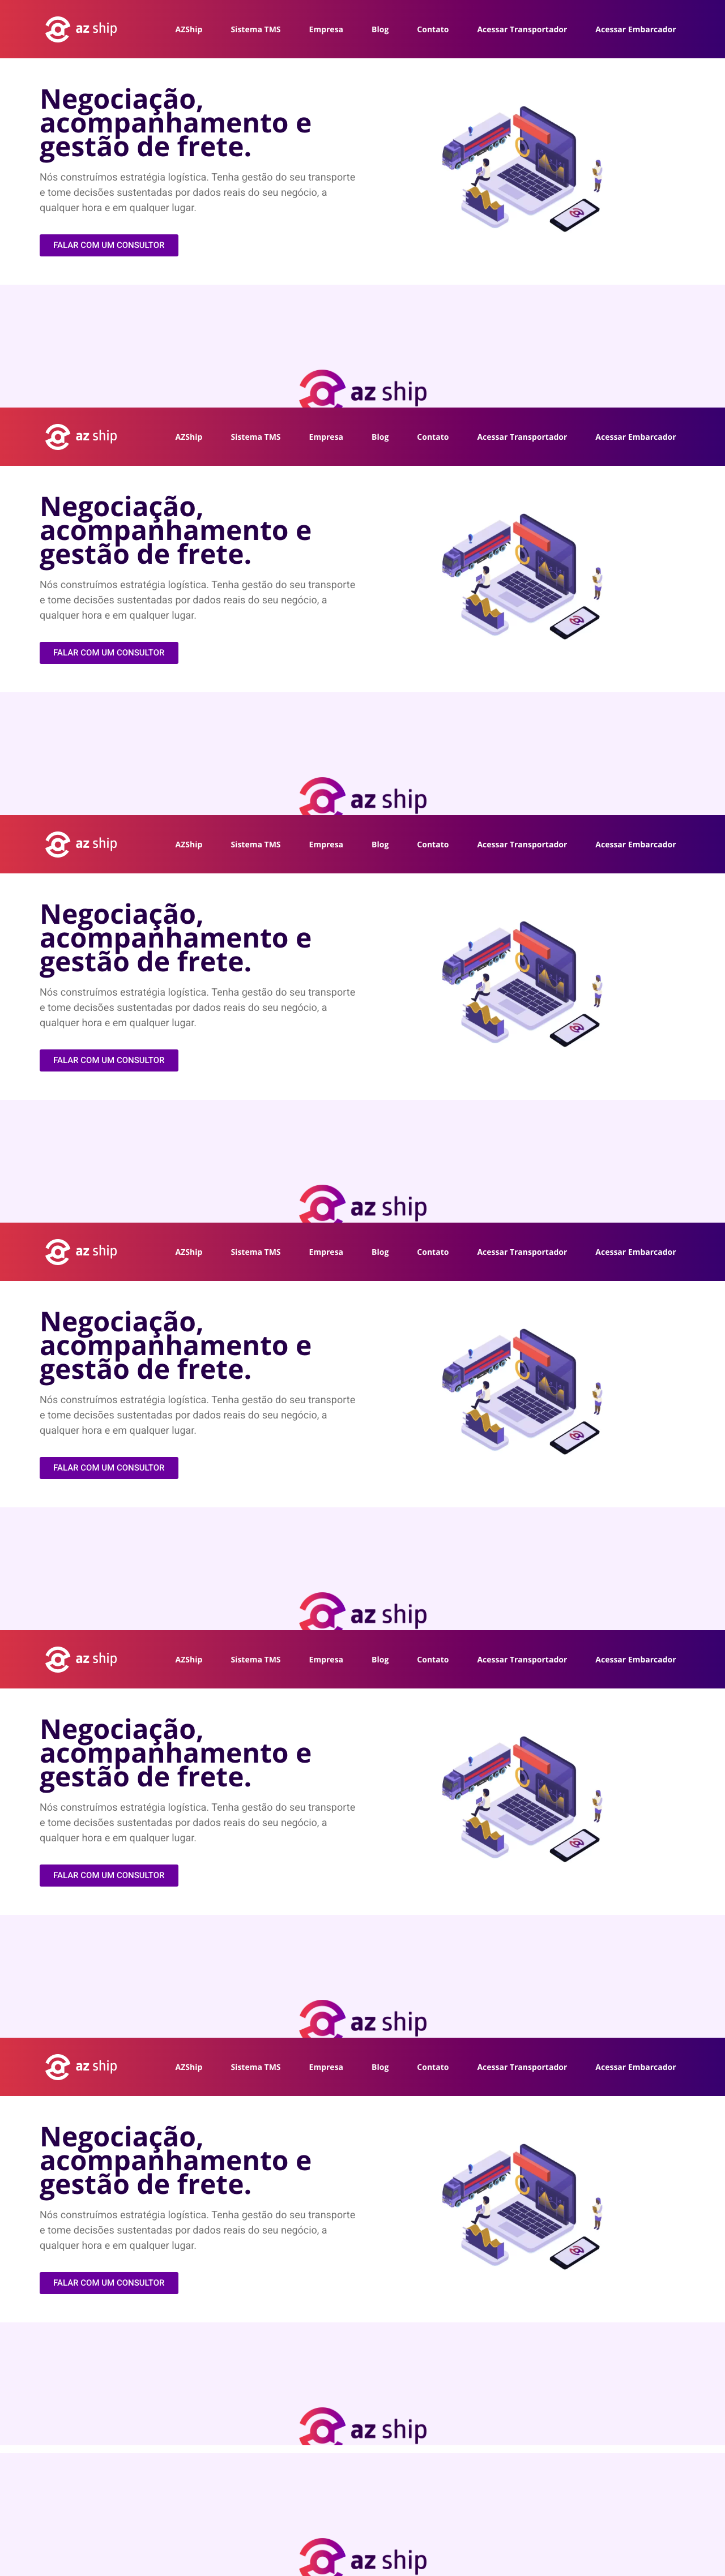 az ship AZShip Sistema TMS Empresa Blog Contato Acessar Transportador Acessar Embarcador
Negociação,
acompanhamento e
gestão de frete.
Nós construímos estratégia logística. Tenha gestão do seu transporte
e tome decisões sustentadas por dados reais do seu negócio, a
qualquer hora e em qualquer lugar.
FALAR COM UM CONSULTOR
az ship
az ship AZShip Sistema TMS Empresa Blog Contato Acessar Transportador Acessar Embarcador
Negociação,
acompanhamento e
gestão de frete.
Nós construímos estratégia logística. Tenha gestão do seu transporte
e tome decisões sustentadas por dados reais do seu negócio, a
qualquer hora e em qualquer lugar.
FALAR COM UM CONSULTOR
az ship
az ship AZShip Sistema TMS Empresa Blog Contato Acessar Transportador Acessar Embarcador
Negociação,
acompanhamento e
gestão de frete.
Nós construímos estratégia logística. Tenha gestão do seu transporte
e tome decisões sustentadas por dados reais do seu negócio, a
qualquer hora e em qualquer lugar.
FALAR COM UM CONSULTOR
az ship
az ship AZShip Sistema TMS Empresa Blog Contato Acessar Transportador Acessar Embarcador
Negociação,
acompanhamento e
gestão de frete.
Nós construímos estratégia logística. Tenha gestão do seu transporte
e tome decisões sustentadas por dados reais do seu negócio, a
qualquer hora e em qualquer lugar.
FALAR COM UM CONSULTOR
az ship
az ship AZShip Sistema TMS Empresa Blog Contato Acessar Transportador Acessar Embarcador
Negociação,
acompanhamento e
gestão de frete.
Nós construímos estratégia logística. Tenha gestão do seu transporte
e tome decisões sustentadas por dados reais do seu negócio, a
qualquer hora e em qualquer lugar.
FALAR COM UM CONSULTOR
az ship
az ship AZShip Sistema TMS Empresa Blog Contato Acessar Transportador Acessar Embarcador
Negociação,
acompanhamento e
gestão de frete.
Nós construímos estratégia logística. Tenha gestão do seu transporte
e tome decisões sustentadas por dados reais do seu negócio, a
qualquer hora e em qualquer lugar.
FALAR COM UM CONSULTOR
az ship
az ship